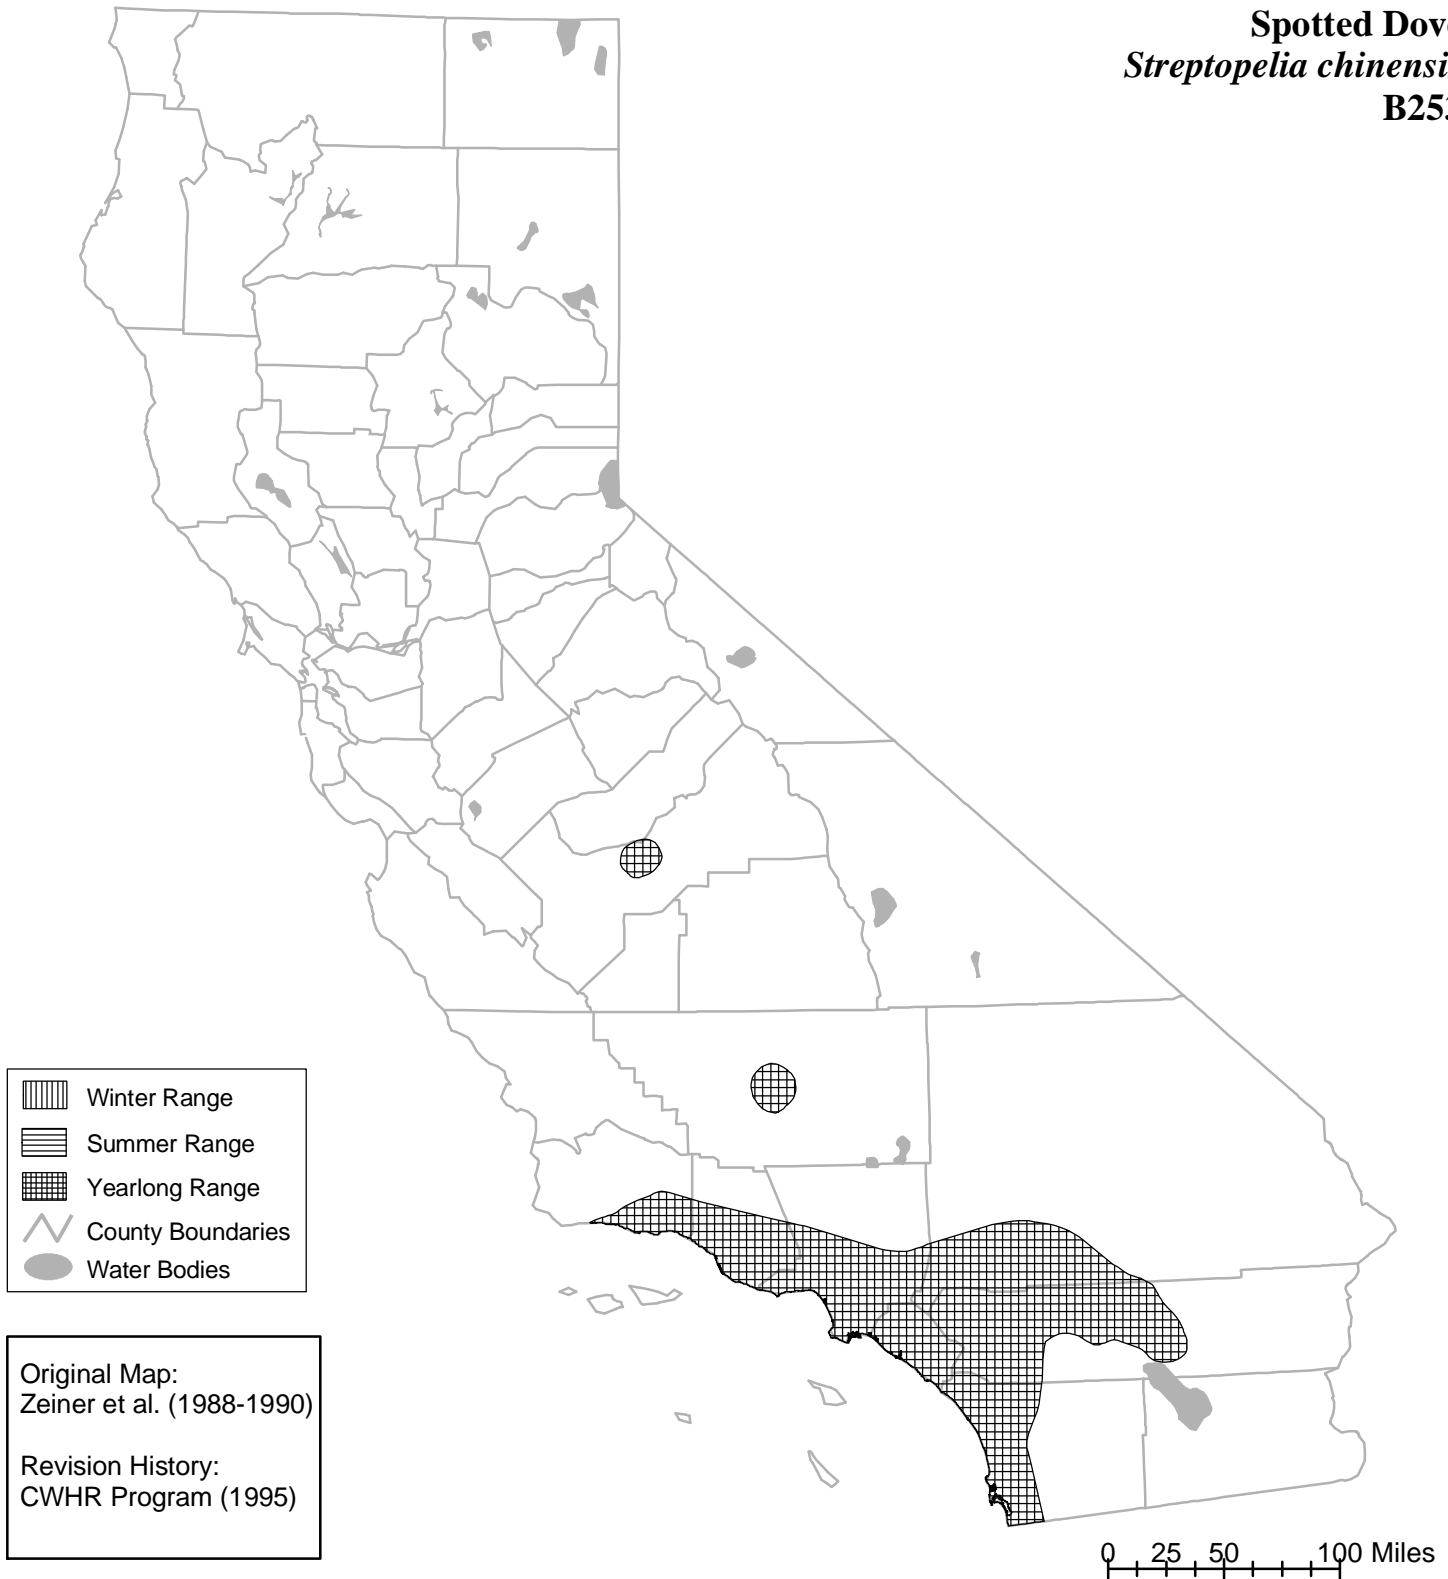 Spotted Dov
Streptopelia chinensi
B253
Winter Range
Summer Range
Yearlong Range
County Boundaries
Water Bodies
Original Map:
Zeiner et al. (1988-1990)
Revision History:
CWHR Program (1995)
0 25 50 100 Miles